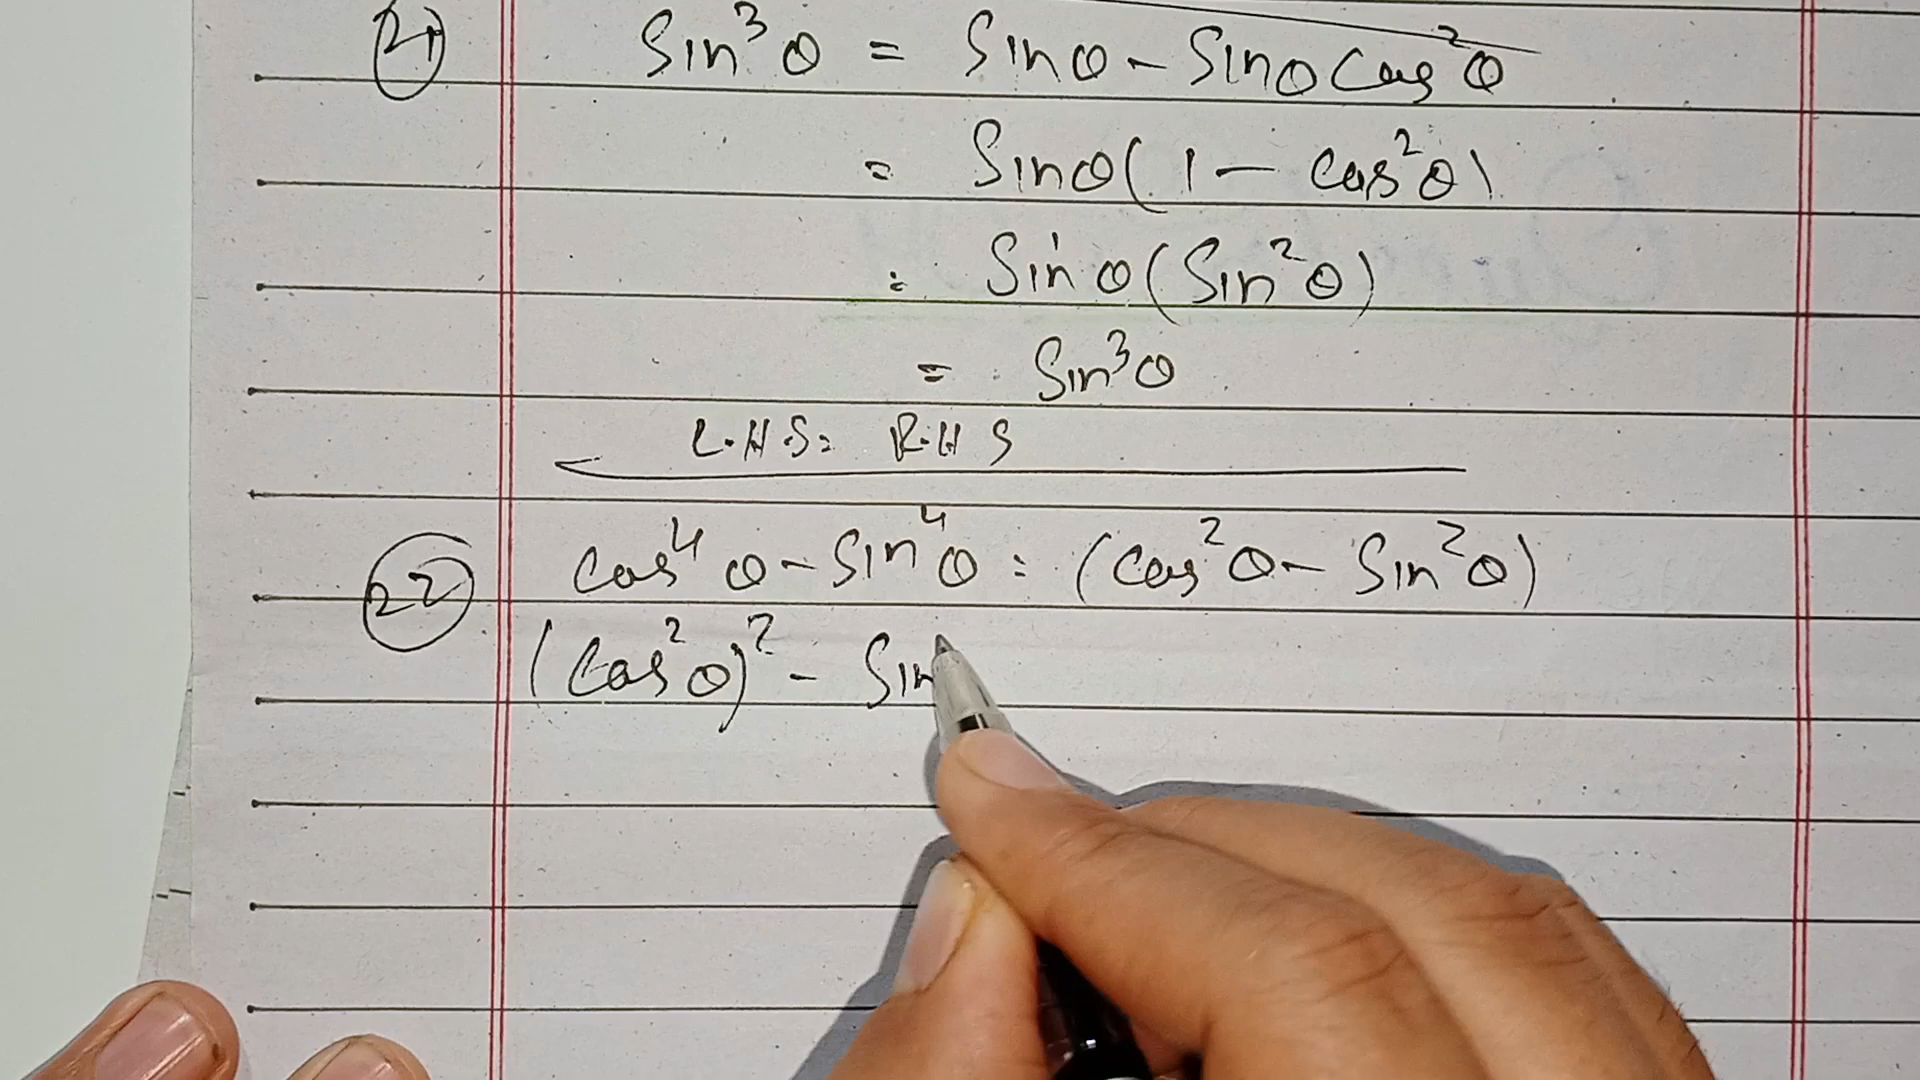 21 Sin³θ = Sinθ - Sinθ Cos²θ
= Sinθ(1 - Cos²θ)
= Sinθ(Sin²θ)
= Sin³θ
L.H.S = R.H.S
22 Cos⁴θ - Sin⁴θ = (Cos²θ - Sin²θ)
(Cos²θ)² - Sin